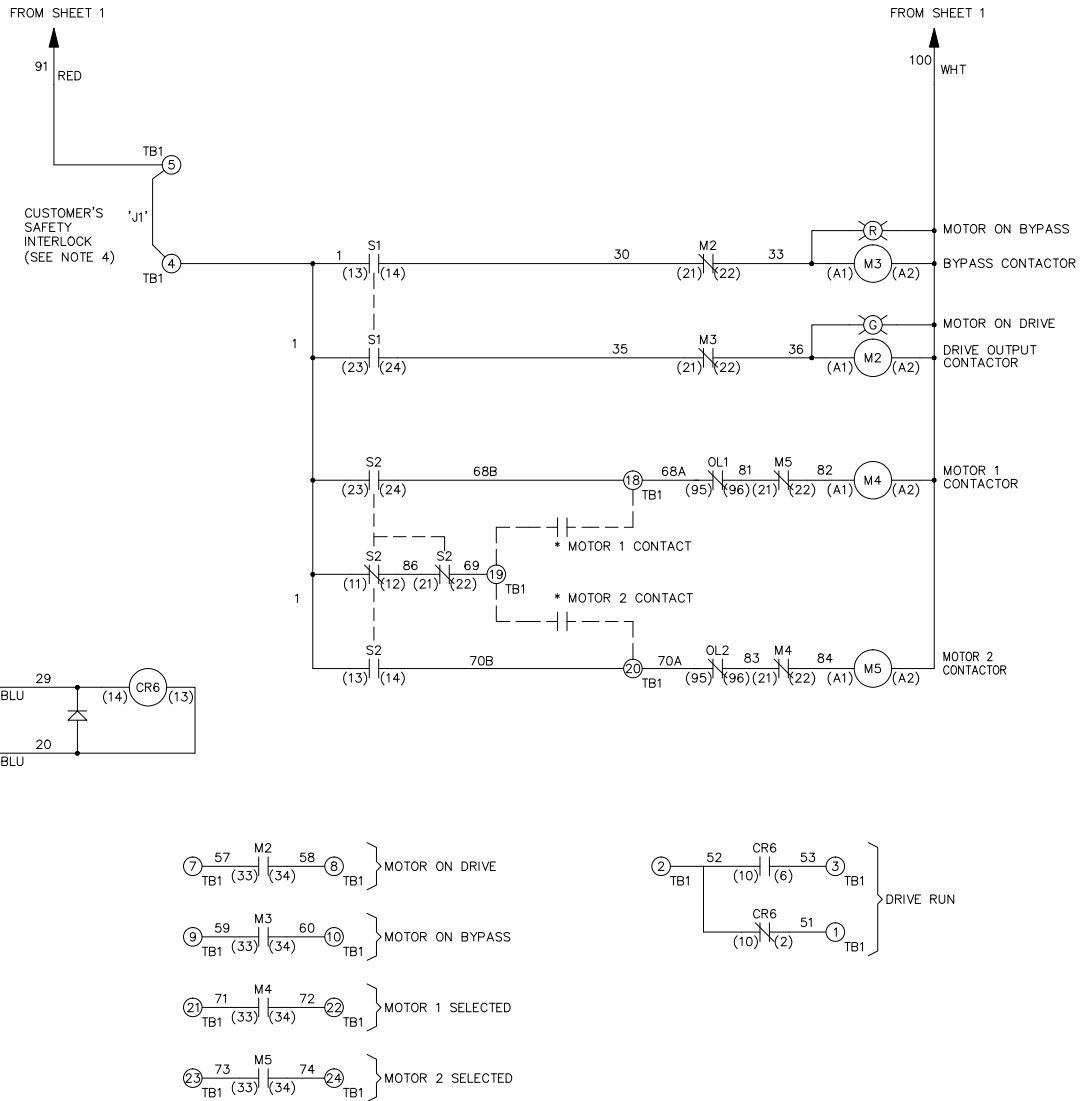 FROM SHEET 1
FROM SHEET 1
91
RED
100
WHT
TB1
5
CUSTOMER'S
SAFETY
INTERLOCK
(SEE NOTE 4)
'J1'
4
TB1
1
S1
(13) (14)
30
M2
(21) (22)
33
R
MOTOR ON BYPASS
(A1) M3 (A2)
BYPASS CONTACTOR
1
S1
(23) (24)
35
M3
(21) (22)
36
G
MOTOR ON DRIVE
(A1) M2 (A2)
DRIVE OUTPUT
CONTACTOR
S2
(23) (24)
68B
18
TB1
68A
OL1
(95) (96)
81
M5
(21) (22)
82
(A1) M4 (A2)
MOTOR 1
CONTACTOR
* MOTOR 1 CONTACT
S2
(11) (12)
86
S2
(21) (22)
69
19
TB1
1
* MOTOR 2 CONTACT
S2
(13) (14)
70B
20
TB1
70A
OL2
(95) (96)
83
M4
(21) (22)
84
(A1) M5 (A2)
MOTOR 2
CONTACTOR
29
BLU
(14) CR6 (13)
20
BLU
7
TB1
57
M2
(33) (34)
58
8
TB1
MOTOR ON DRIVE
9
TB1
59
M3
(33) (34)
60
10
TB1
MOTOR ON BYPASS
21
TB1
71
M4
(33) (34)
72
22
TB1
MOTOR 1 SELECTED
23
TB1
73
M5
(33) (34)
74
24
TB1
MOTOR 2 SELECTED
2
TB1
52
CR6
(10) (6)
53
3
TB1
CR6
(10) (2)
51
1
TB1
DRIVE RUN